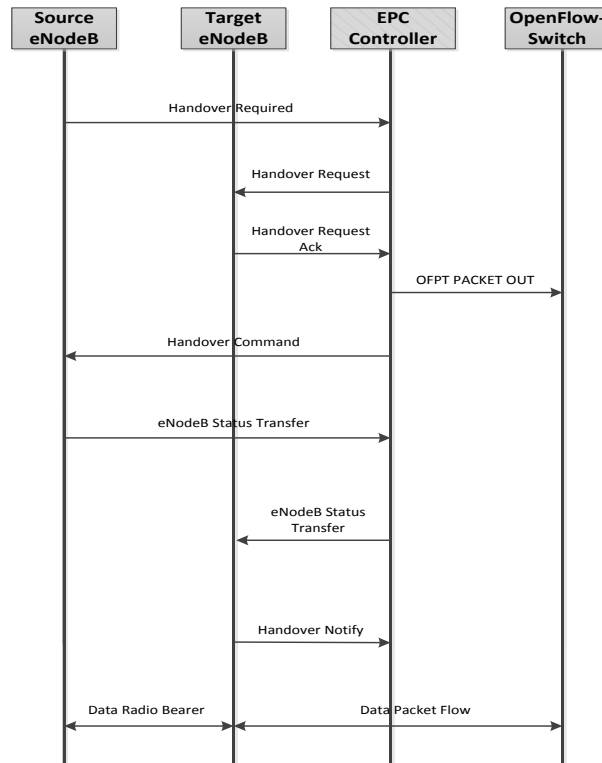 Source
eNodeB
Target
eNodeB
EPC
Controller
OpenFlow-
Switch
Handover Required
Handover Request
Handover Request
Ack
OFPT PACKET OUT
Handover Command
eNodeB Status Transfer
eNodeB Status
Transfer
Handover Notify
Data Radio Bearer
Data Packet Flow